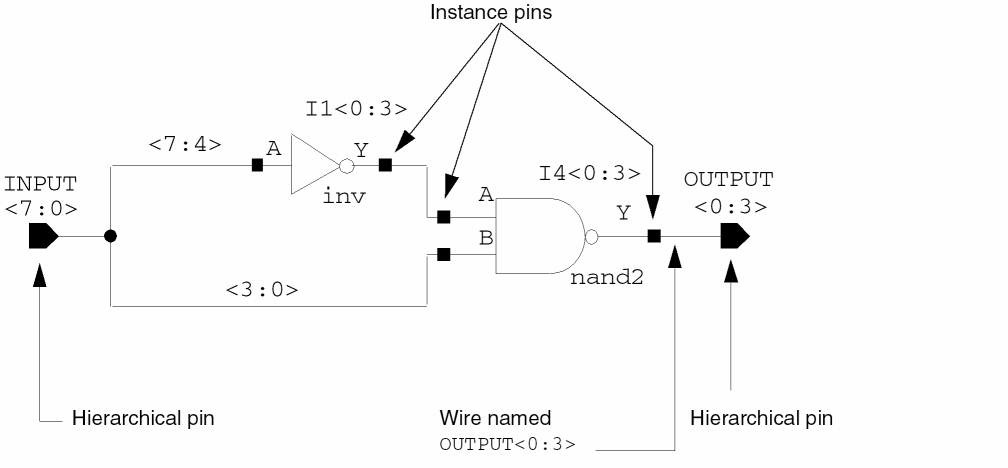 Instance pins
I1<0:3>
<7:4>
A
Y
inv
INPUT
<7:0>
I4<0:3>
OUTPUT
<0:3>
A
Y
B
nand2
<3:0>
Hierarchical pin
Wire named
OUTPUT<0:3>
Hierarchical pin